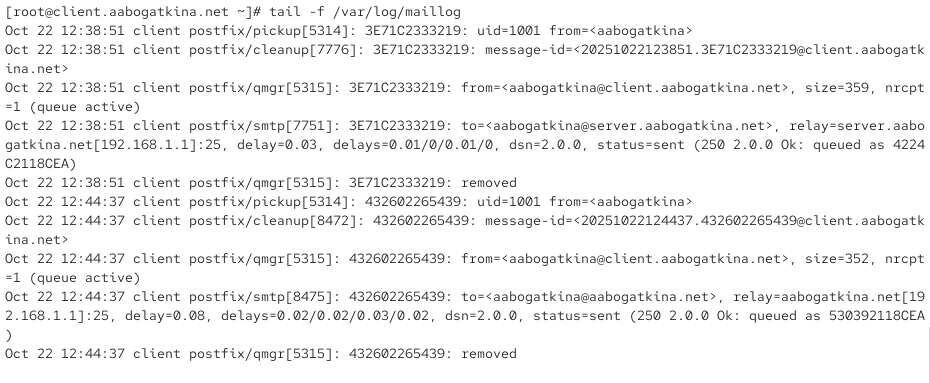 [root@client.aabogatkina.net ~]# tail -f /var/log/maillog
Oct 22 12:38:51 client postfix/pickup[5314]: 3E71C2333219: uid=1001 from=<aabogatkina>
Oct 22 12:38:51 client postfix/cleanup[7776]: 3E71C2333219: message-id=<20251022123851.3E71C2333219@client.aabogatk
ina.net>
Oct 22 12:38:51 client postfix/qmgr[5315]: 3E71C2333219: from=<aabogatkina@client.aabogatkina.net>, size=359, nrcpt
=1 (queue active)
Oct 22 12:38:51 client postfix/smtp[7751]: 3E71C2333219: to=<aabogatkina@server.aabogatkina.net>, relay=server.aabo
gatkina.net[192.168.1.1]:25, delay=0.03, delays=0.01/0/0.01/0, dsn=2.0.0, status=sent (250 2.0.0 Ok: queued as 4224
C2118CEA)
Oct 22 12:38:51 client postfix/qmgr[5315]: 3E71C2333219: removed
Oct 22 12:44:37 client postfix/pickup[5314]: 432602265439: uid=1001 from=<aabogatkina>
Oct 22 12:44:37 client postfix/cleanup[8472]: 432602265439: message-id=<20251022124437.432602265439@client.aabogatk
ina.net>
Oct 22 12:44:37 client postfix/qmgr[5315]: 432602265439: from=<aabogatkina@client.aabogatkina.net>, size=352, nrcpt
=1 (queue active)
Oct 22 12:44:37 client postfix/smtp[8475]: 432602265439: to=<aabogatkina@aabogatkina.net>, relay=aabogatkina.net[19
2.168.1.1]:25, delay=0.08, delays=0.02/0.02/0.03/0.02, dsn=2.0.0, status=sent (250 2.0.0 Ok: queued as 530392118CEA
)
Oct 22 12:44:37 client postfix/qmgr[5315]: 432602265439: removed